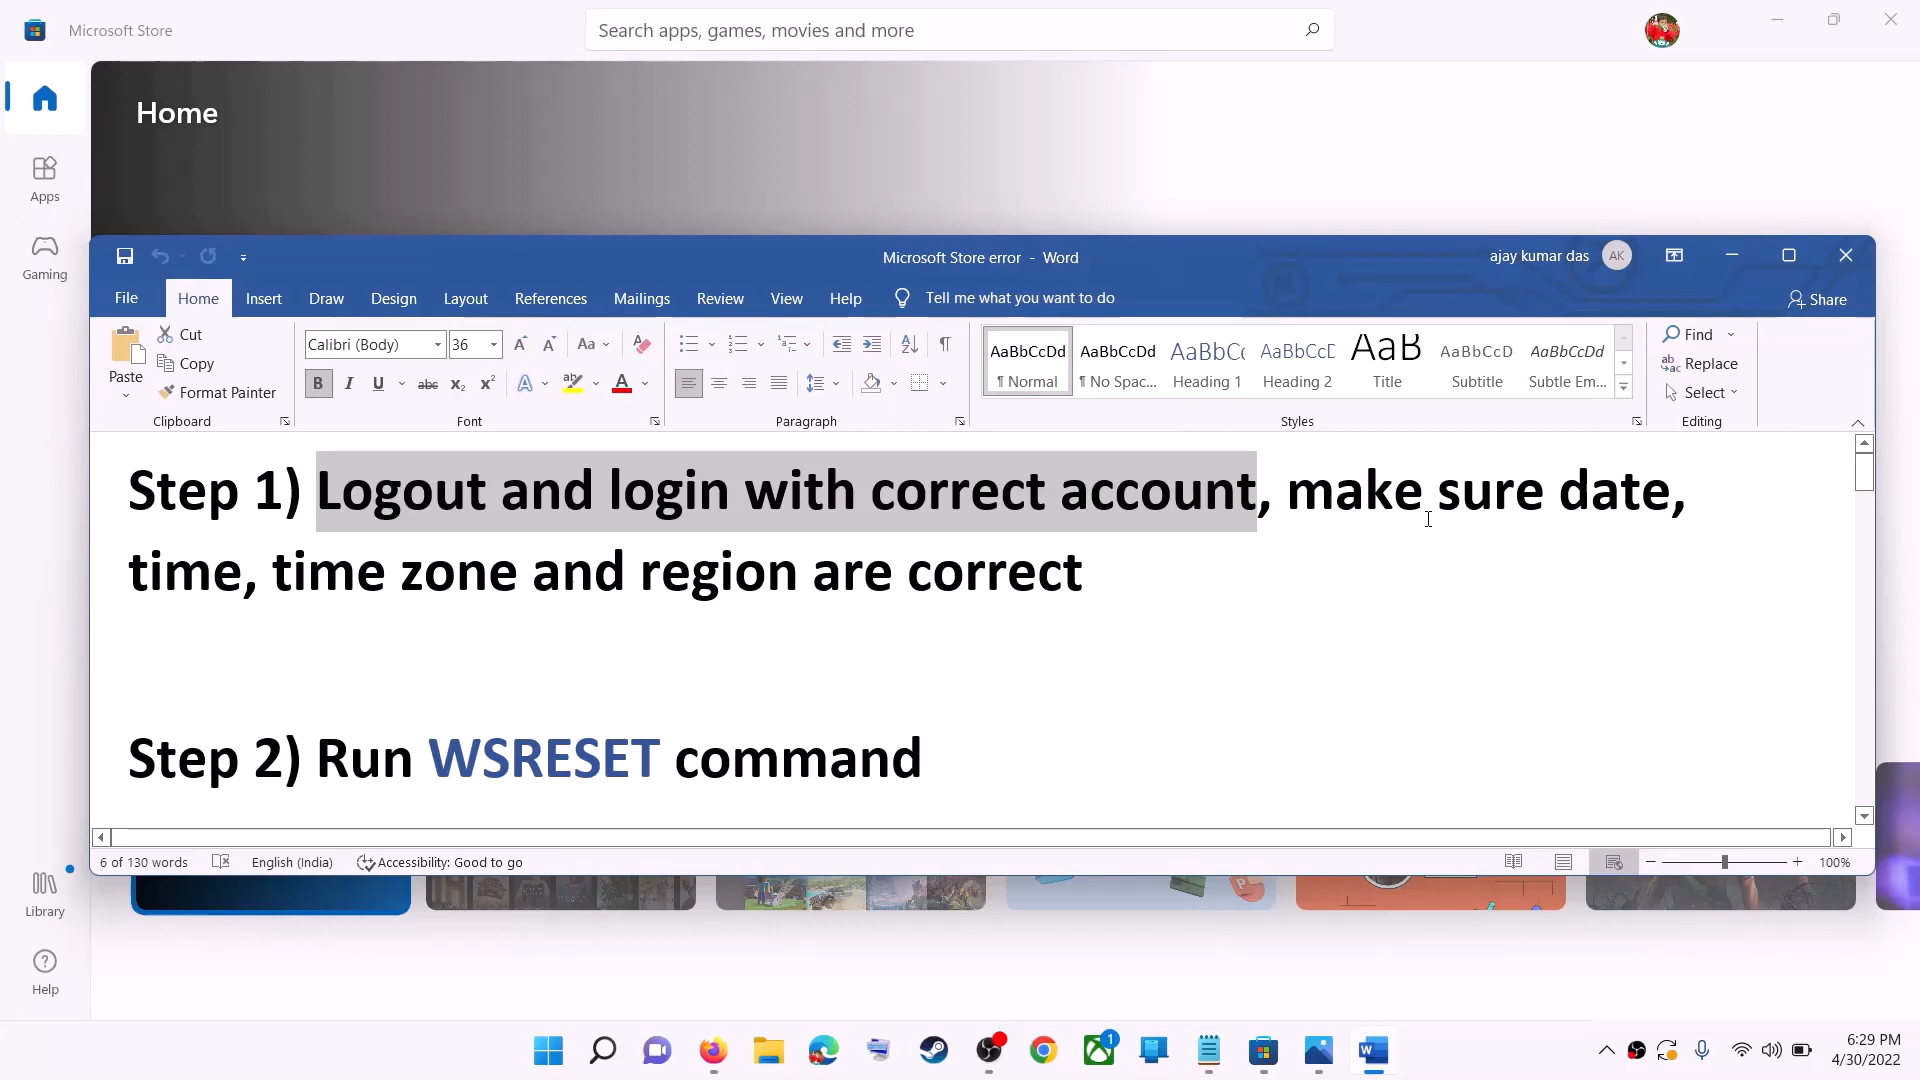 Microsoft Store
Search apps, games, movies and more
Home
Apps
Gaming
Library
Help
Microsoft Store error - Word
ajay kumar das
AK
File Home Insert Draw Design Layout References Mailings Review View Help Tell me what you want to do
Share
Paste
Cut
Copy
Format Painter
Clipboard
Calibri (Body) 36
Font
Paragraph
AaBbCcDd AaBbCcDd AaBbCc AaBbCcD AaB AaBbCcD AaBbCcDd
¶ Normal ¶ No Spac... Heading 1 Heading 2 Title Subtitle Subtle Em...
Styles
Find
Replace
Select
Editing
Step 1) Logout and login with correct account, make sure date,
time, time zone and region are correct
Step 2) Run WSRESET command
6 of 130 words English (India) Accessibility: Good to go
100%
1
6:29 PM
4/30/2022